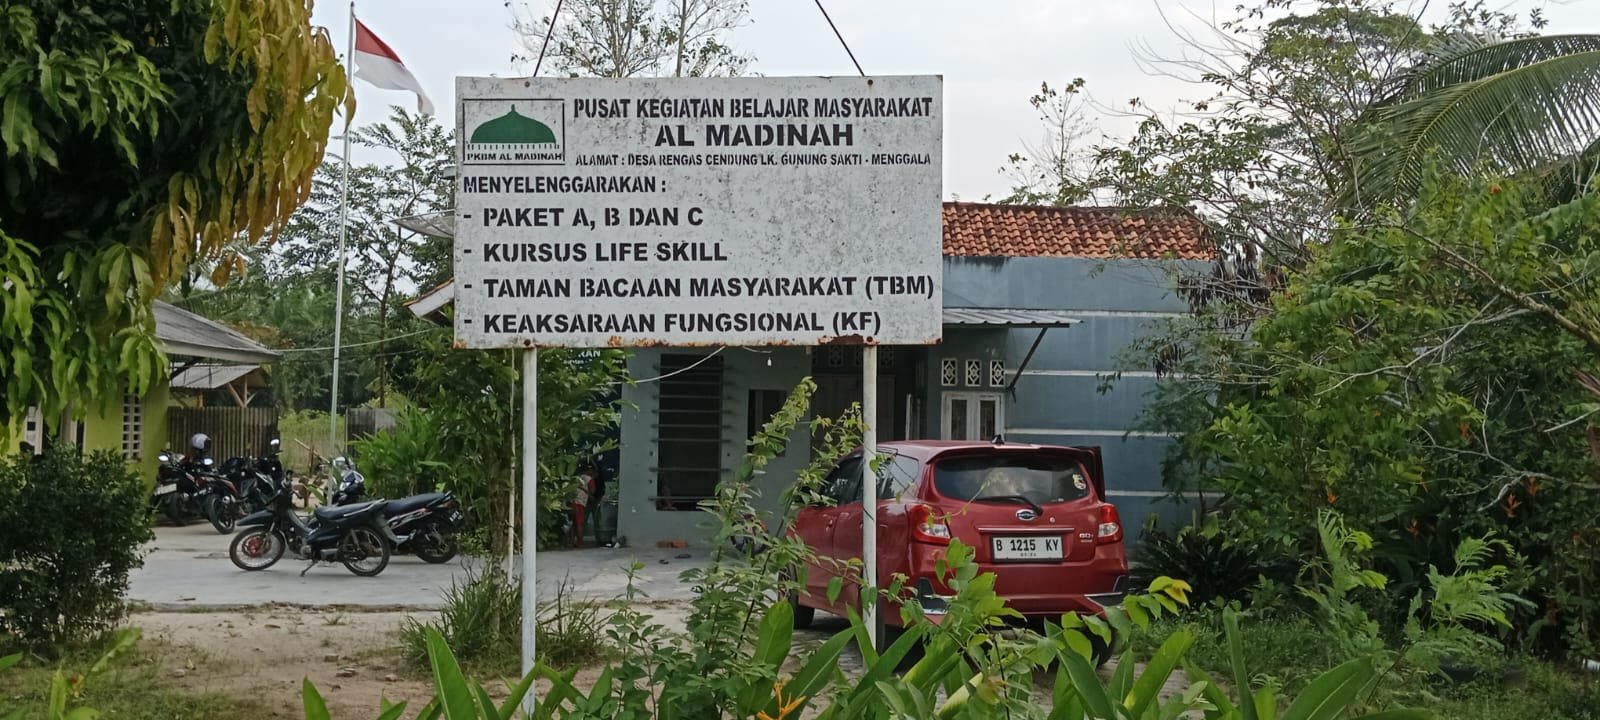 PUSAT KEGIATAN BELAJAR MASYARAKAT
AL MADINAH
ALAMAT : DESA RENGAS CENDUNG LK. GUNUNG SAKTI - MENGGALA
PKBM AL MADINAH
MENYELENGGARAKAN :
- PAKET A, B DAN C
- KURSUS LIFE SKILL
- TAMAN BACAAN MASYARAKAT (TBM)
- KEAKSARAAN FUNGSIONAL (KF)
B 1215 KY